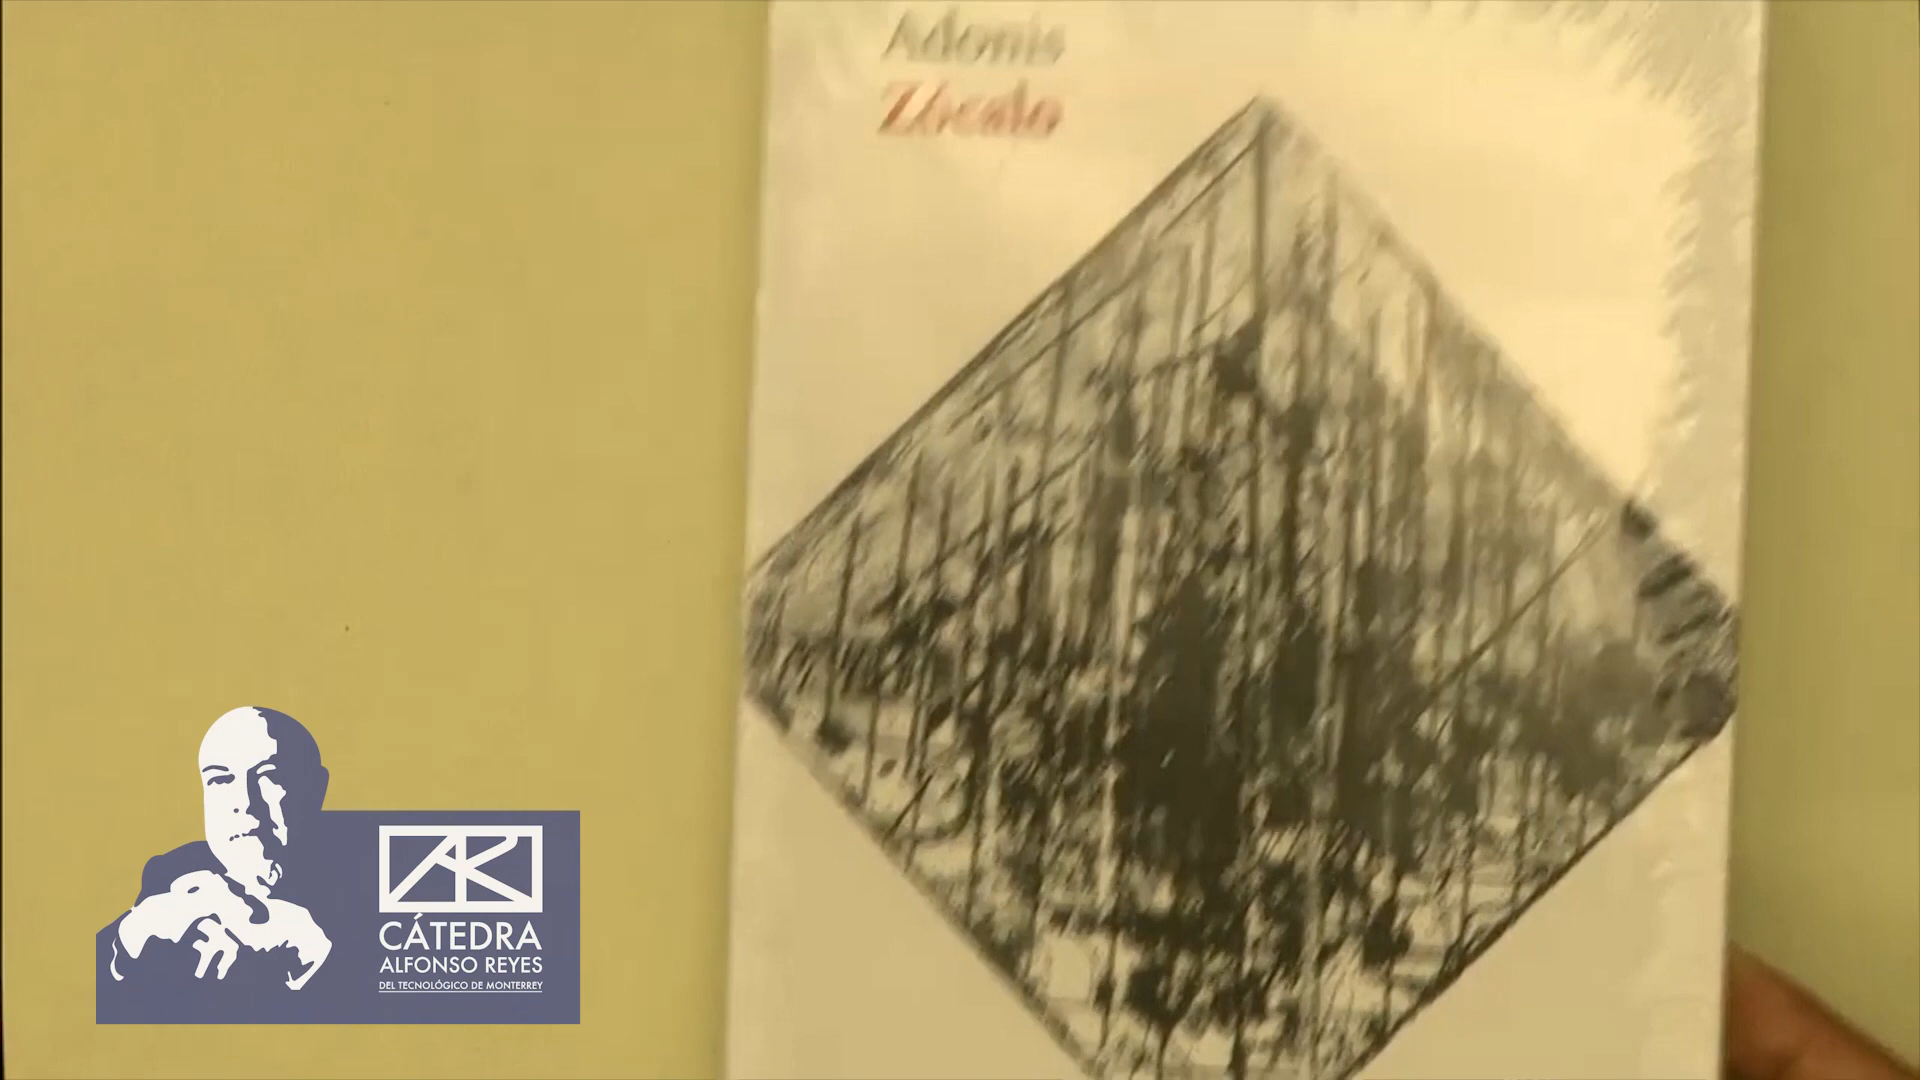 Adonis
Zócalo
CÁTEDRA
ALFONSO REYES
DEL TECNOLÓGICO DE MONTERREY